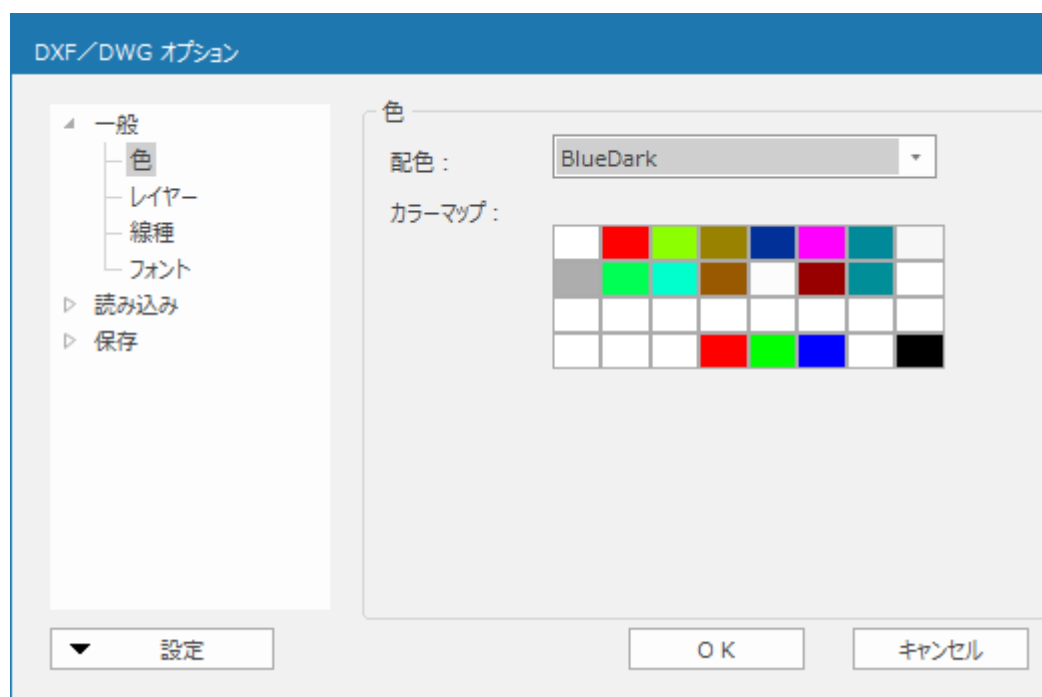 DXF／DWG オプション
一般
色
レイヤー
線種
フォント
読み込み
保存
色
配色：
BlueDark
カラーマップ：
設定
ＯＫ
キャンセル